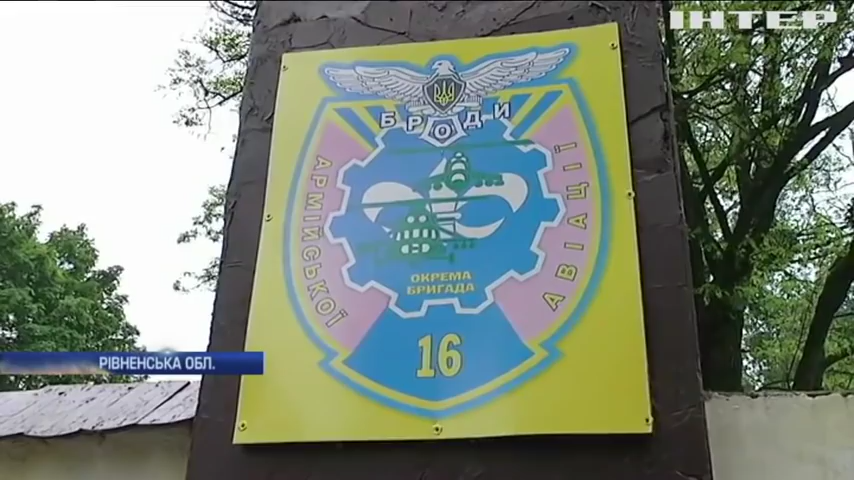 ІНТЕР
БРОДИ
АРМІЙСЬКОЇ
АВІАЦІЇ
ОКРЕМА
БРИГАДА
16
РІВНЕНСЬКА ОБЛ.